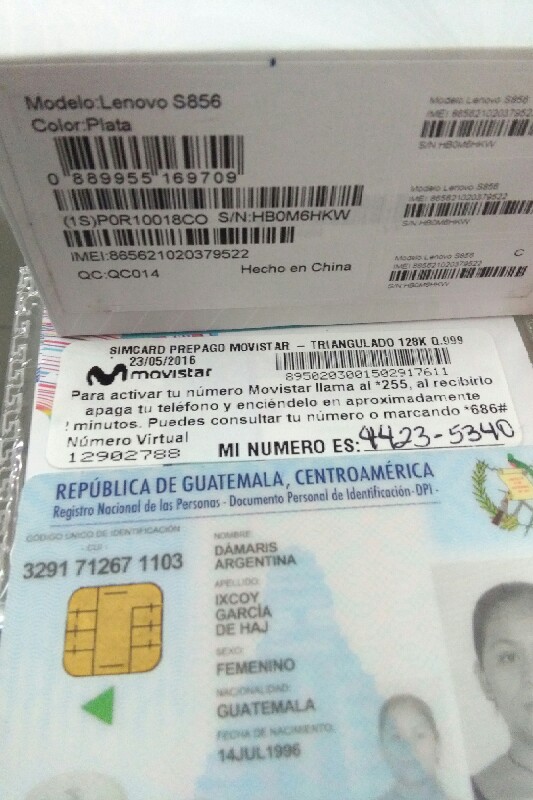 Modelo:Lenovo S856
Color:Plata
0 889955 169709
(1S)P0R10018CO S/N:HB0M6HKW
IMEI:865621020379522
QC:QC014 Hecho en China
Modelo: Lenovo S856
IMEI: 86562102037952
S/N:HB0M6HKW
Modelo: Lenovo S856
IMEI: 865621020379522
S/N:HB0M6HKW
Modelo: Lenovo S856 C
IMEI: 865621020379522
S/N:HB0M6HKW
SIMCARD PREPAGO MOVISTAR - TRIANGULADO 128K Q.999
23/05/2016
movistar
8950203001502917611
Para activar tu número Movistar llama al *255, al recibirlo
apaga tu teléfono y enciéndelo en aproximadamente
minutos. Puedes consultar tu número o marcando *686#
Número Virtual
12902788
MI NUMERO ES: 4423-5340
REPÚBLICA DE GUATEMALA, CENTROAMÉRICA
Registro Nacional de las Personas - Documento Personal de Identificación -DPI-
CÓDIGO ÚNICO DE IDENTIFICACIÓN
- CUI -
3291 71267 1103
NOMBRE:
DÁMARIS
ARGENTINA
APELLIDO:
IXCOY
GARCÍA
DE HAJ
SEXO:
FEMENINO
NACIONALIDAD:
GUATEMALA
FECHA DE NACIMIENTO:
14JUL1996